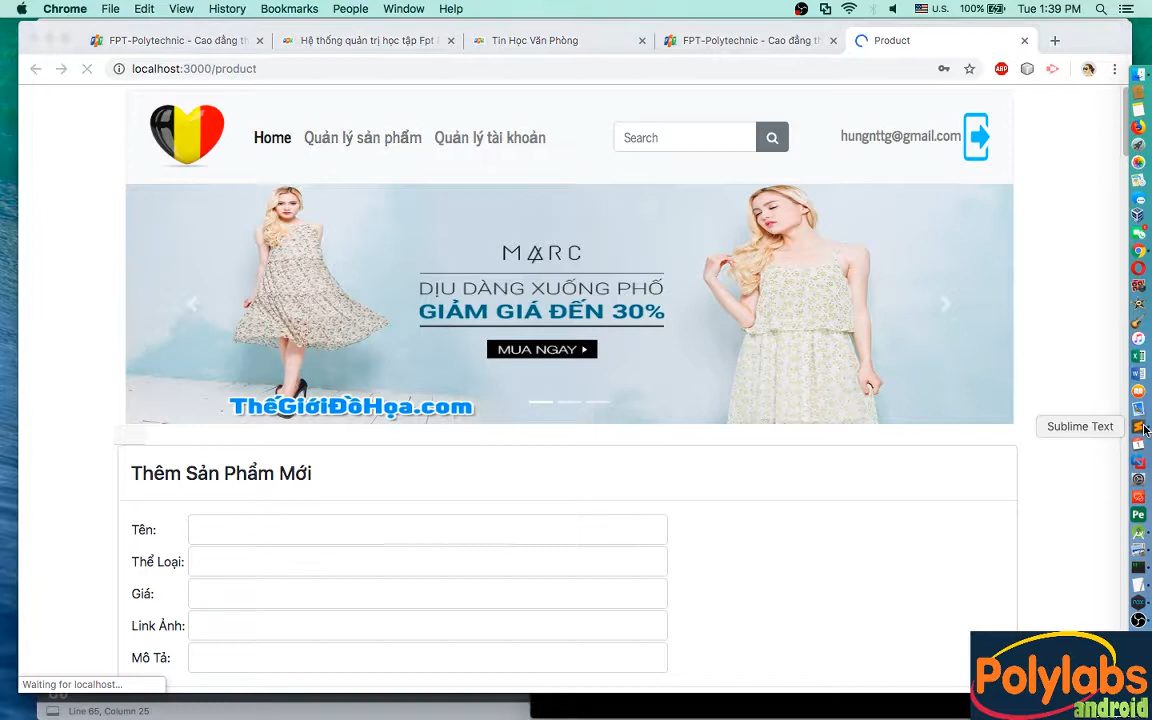 Chrome File Edit View History Bookmarks People Window Help U.S. 100% Tue 1:39 PM
FPT-Polytechnic - Cao đẳng th
Hệ thống quản trị học tập Fpt
Tin Học Văn Phòng
FPT-Polytechnic - Cao đẳng th
Product
localhost:3000/product
ABP
Home Quản lý sản phẩm Quản lý tài khoản Search hungnttg@gmail.com
MARC
DỊU DÀNG XUỐNG PHỐ
GIẢM GIÁ ĐẾN 30%
MUA NGAY
ThếGiớiĐồHọa.com
Sublime Text
Thêm Sản Phẩm Mới
Tên:
Thể Loại:
Giá:
Link Ảnh:
Mô Tả:
Pe
Waiting for localhost...
Line 65, Column 25
Polylabs
android